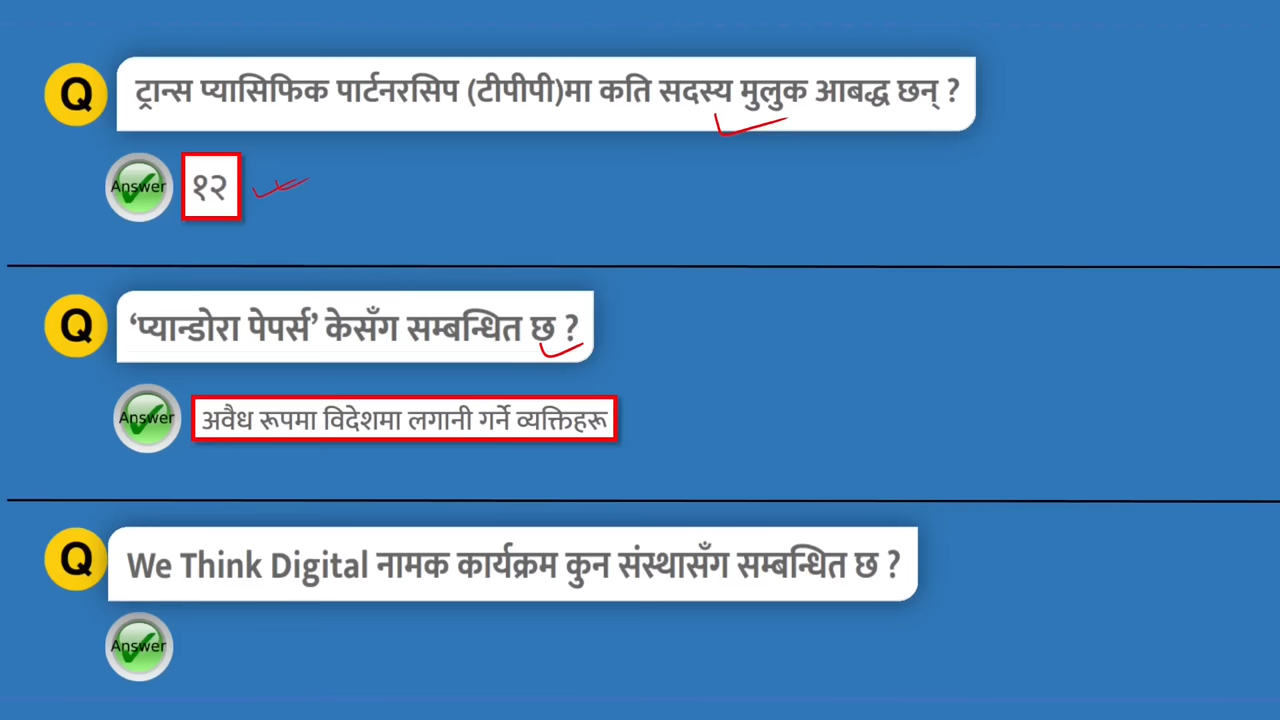 Q ट्रान्स प्यासिफिक पार्टनरसिप (टीपीपी)मा कति सदस्य मुलुक आबद्ध छन् ?
Answer १२
Q ‘प्यान्डोरा पेपर्स’ केसँग सम्बन्धित छ ?
Answer अवैध रूपमा विदेशमा लगानी गर्ने व्यक्तिहरू
Q We Think Digital नामक कार्यक्रम कुन संस्थासँग सम्बन्धित छ ?
Answer